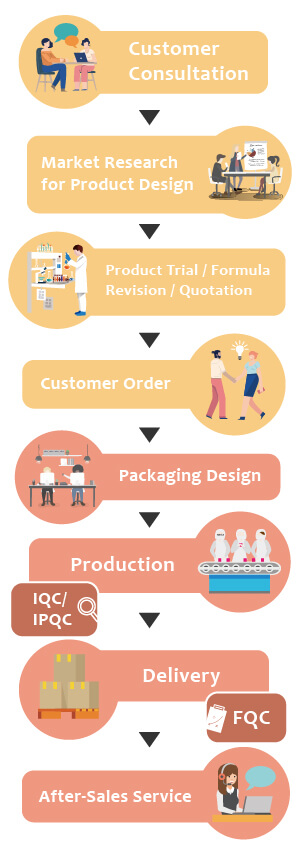 Customer
Consultation
Market Research
for Product Design
Product Trial / Formula
Revision / Quotation
Customer Order
Packaging Design
Production
IQC/
IPQC
Delivery
FQC
After-Sales Service